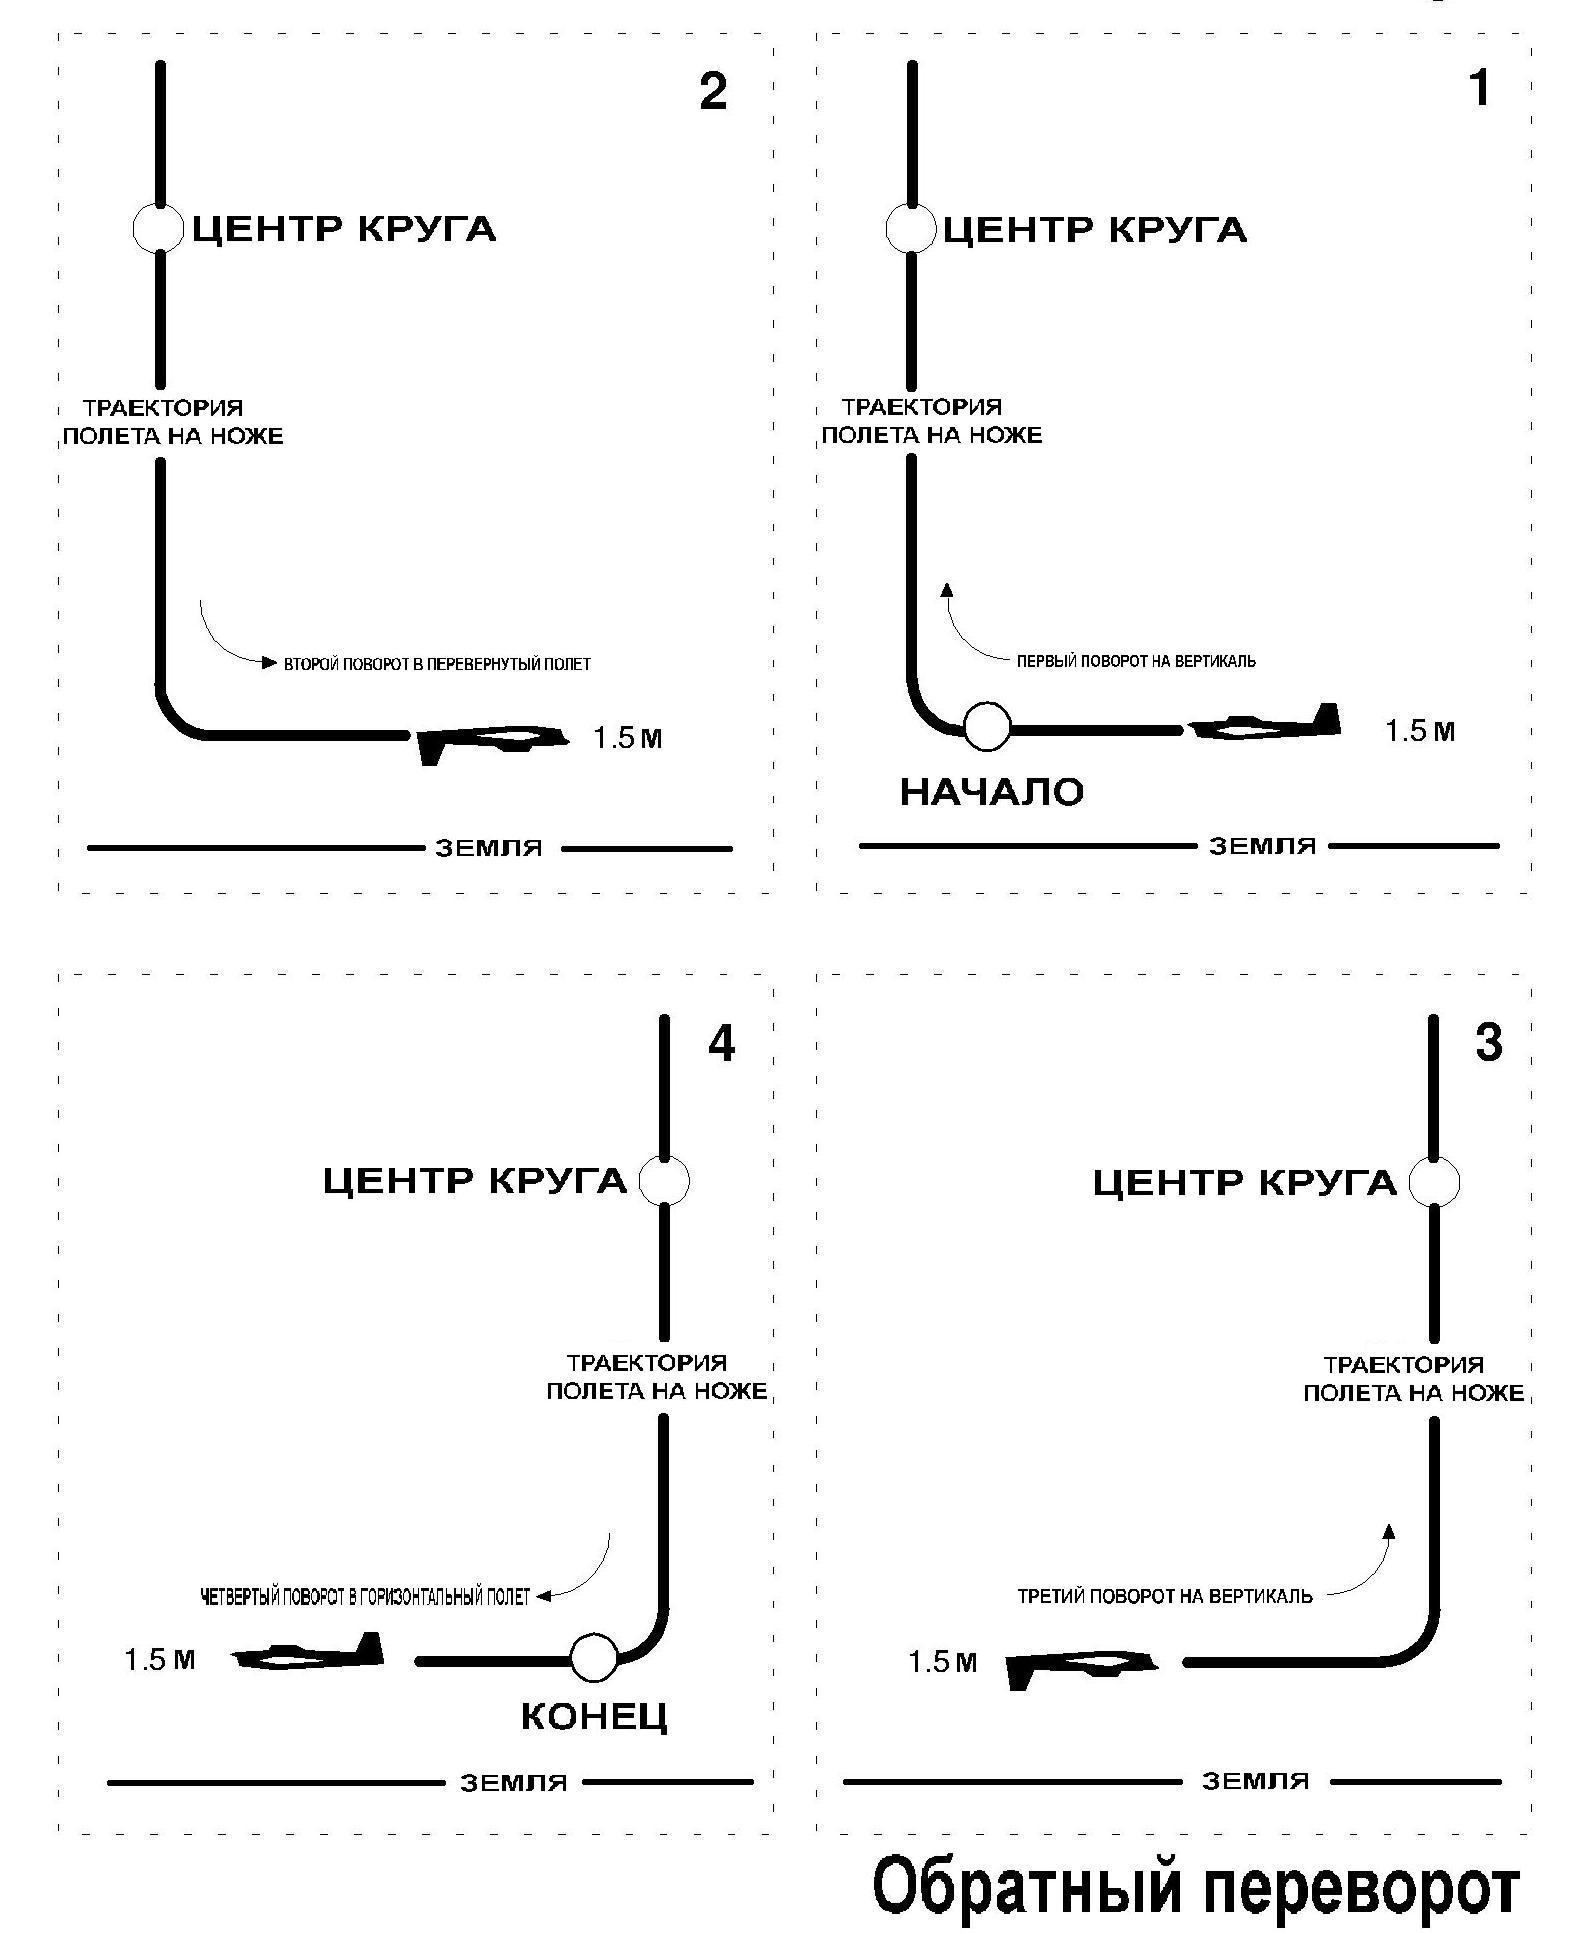 2
ЦЕНТР КРУГА
ТРАЕКТОРИЯ
ПОЛЕТА НА НОЖЕ
ВТОРОЙ ПОВОРОТ В ПЕРЕВЕРНУТЫЙ ПОЛЕТ
1.5 М
ЗЕМЛЯ
1
ЦЕНТР КРУГА
ТРАЕКТОРИЯ
ПОЛЕТА НА НОЖЕ
ПЕРВЫЙ ПОВОРОТ НА ВЕРТИКАЛЬ
1.5 М
НАЧАЛО
ЗЕМЛЯ
4
ЦЕНТР КРУГА
ТРАЕКТОРИЯ
ПОЛЕТА НА НОЖЕ
ЧЕТВЕРТЫЙ ПОВОРОТ В ГОРИЗОНТАЛЬНЫЙ ПОЛЕТ
1.5 М
КОНЕЦ
ЗЕМЛЯ
3
ЦЕНТР КРУГА
ТРАЕКТОРИЯ
ПОЛЕТА НА НОЖЕ
ТРЕТИЙ ПОВОРОТ НА ВЕРТИКАЛЬ
1.5 М
ЗЕМЛЯ
Обратный переворот